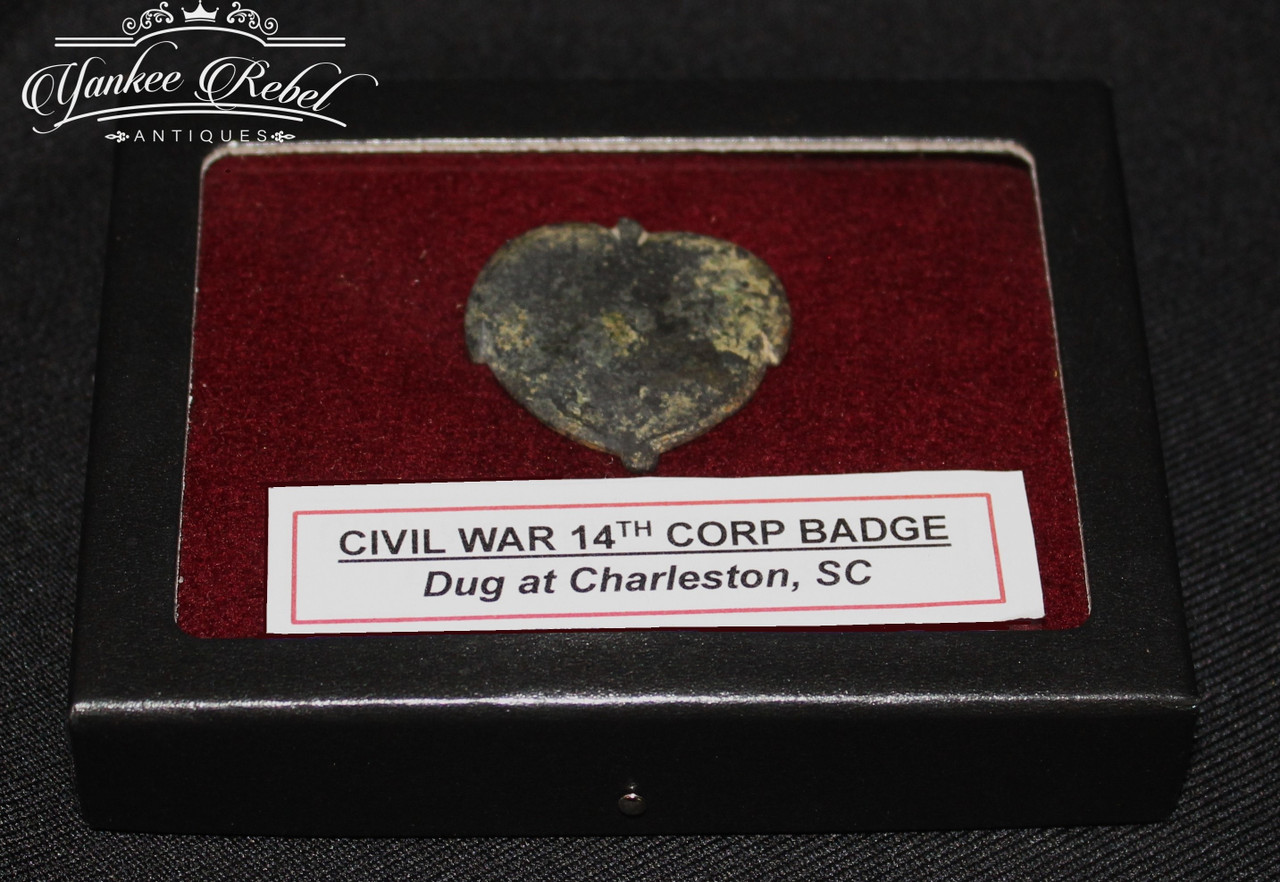 Yankee Rebel
ANTIQUES
CIVIL WAR 14TH CORP BADGE
Dug at Charleston, SC